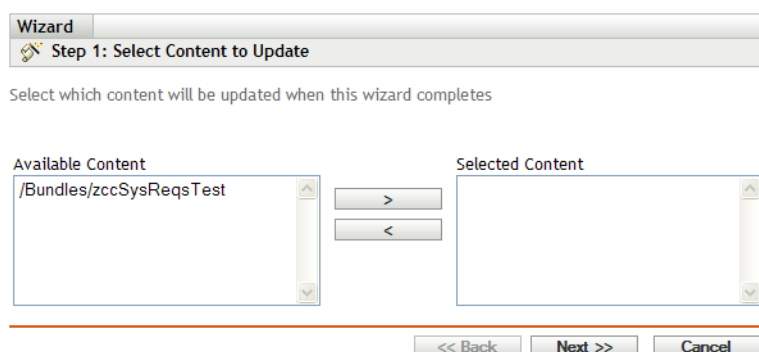 Wizard
Step 1: Select Content to Update
Select which content will be updated when this wizard completes
Available Content
Selected Content
/Bundles/zccSysReqsTest
>
<
<< Back Next >> Cancel